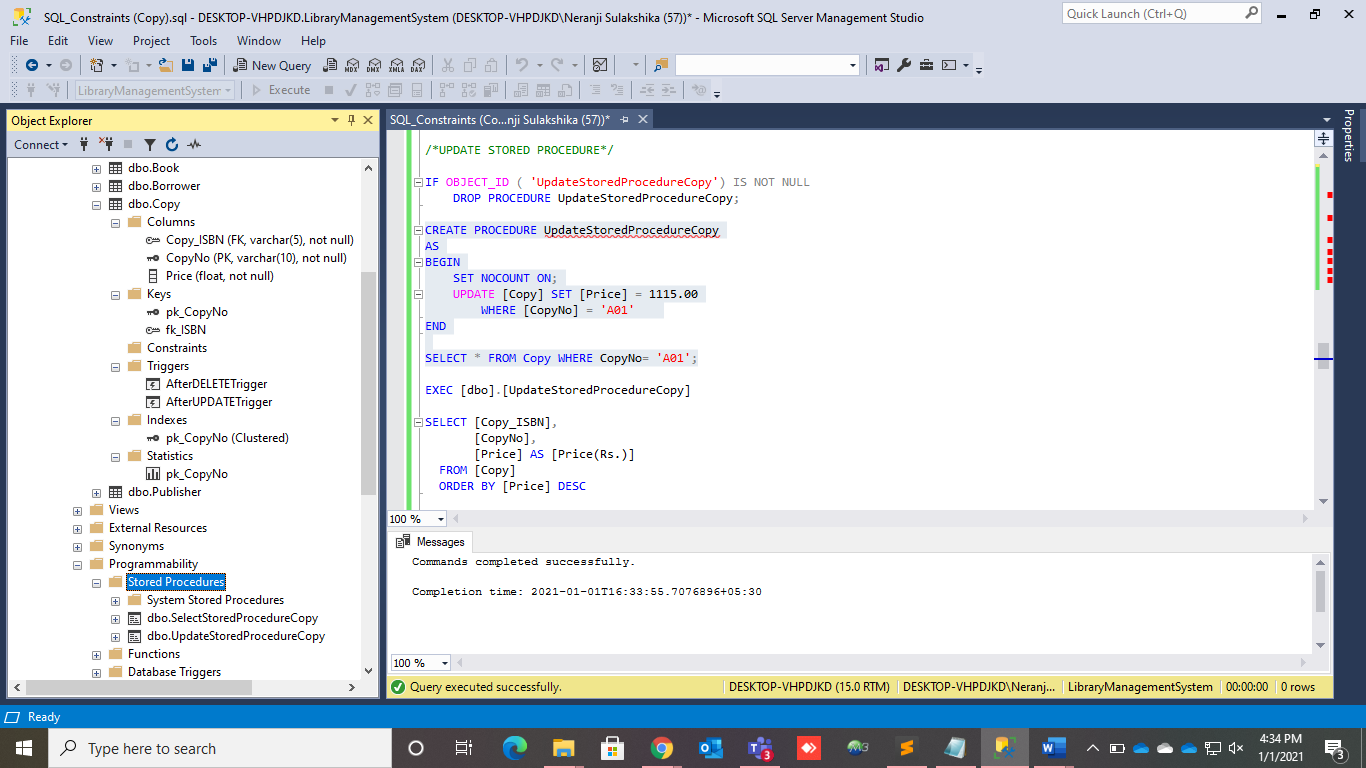 SQL_Constraints (Copy).sql - DESKTOP-VHPDJKD.LibraryManagementSystem (DESKTOP-VHPDJKD\Neranji Sulakshika (57))* - Microsoft SQL Server Management Studio
Quick Launch (Ctrl+Q)
File Edit View Project Tools Window Help
New Query MDX DMX XMLA DAX
LibraryManagementSystem Execute
Object Explorer
Connect
dbo.Book
dbo.Borrower
dbo.Copy
Columns
Copy_ISBN (FK, varchar(5), not null)
CopyNo (PK, varchar(10), not null)
Price (float, not null)
Keys
pk_CopyNo
fk_ISBN
Constraints
Triggers
AfterDELETETrigger
AfterUPDATETrigger
Indexes
pk_CopyNo (Clustered)
Statistics
pk_CopyNo
dbo.Publisher
Views
External Resources
Synonyms
Programmability
Stored Procedures
System Stored Procedures
dbo.SelectStoredProcedureCopy
dbo.UpdateStoredProcedureCopy
Functions
Database Triggers
SQL_Constraints (Co...nji Sulakshika (57))*
/*UPDATE STORED PROCEDURE*/
IF OBJECT_ID ( 'UpdateStoredProcedureCopy') IS NOT NULL
DROP PROCEDURE UpdateStoredProcedureCopy;
CREATE PROCEDURE UpdateStoredProcedureCopy
AS
BEGIN
SET NOCOUNT ON;
UPDATE [Copy] SET [Price] = 1115.00
WHERE [CopyNo] = 'A01'
END
SELECT * FROM Copy WHERE CopyNo= 'A01';
EXEC [dbo].[UpdateStoredProcedureCopy]
SELECT [Copy_ISBN],
[CopyNo],
[Price] AS [Price(Rs.)]
FROM [Copy]
ORDER BY [Price] DESC
100 %
Messages
Commands completed successfully.
Completion time: 2021-01-01T16:33:55.7076896+05:30
100 %
Query executed successfully. DESKTOP-VHPDJKD (15.0 RTM) DESKTOP-VHPDJKD\Neranj... LibraryManagementSystem 00:00:00 0 rows
Properties
Ready
Type here to search
3
4:34 PM
1/1/2021
3